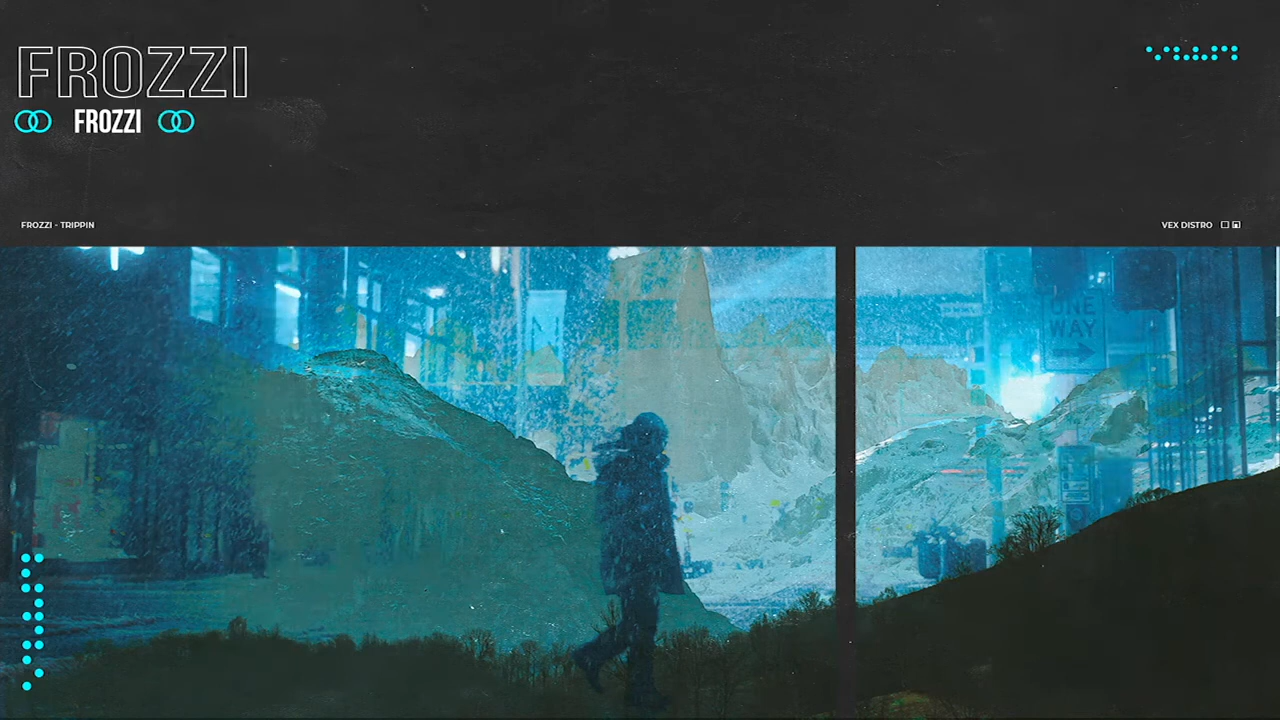 FROZZI
FROZZI
FROZZI - TRIPPIN
VEX DISTRO
ONE
WAY